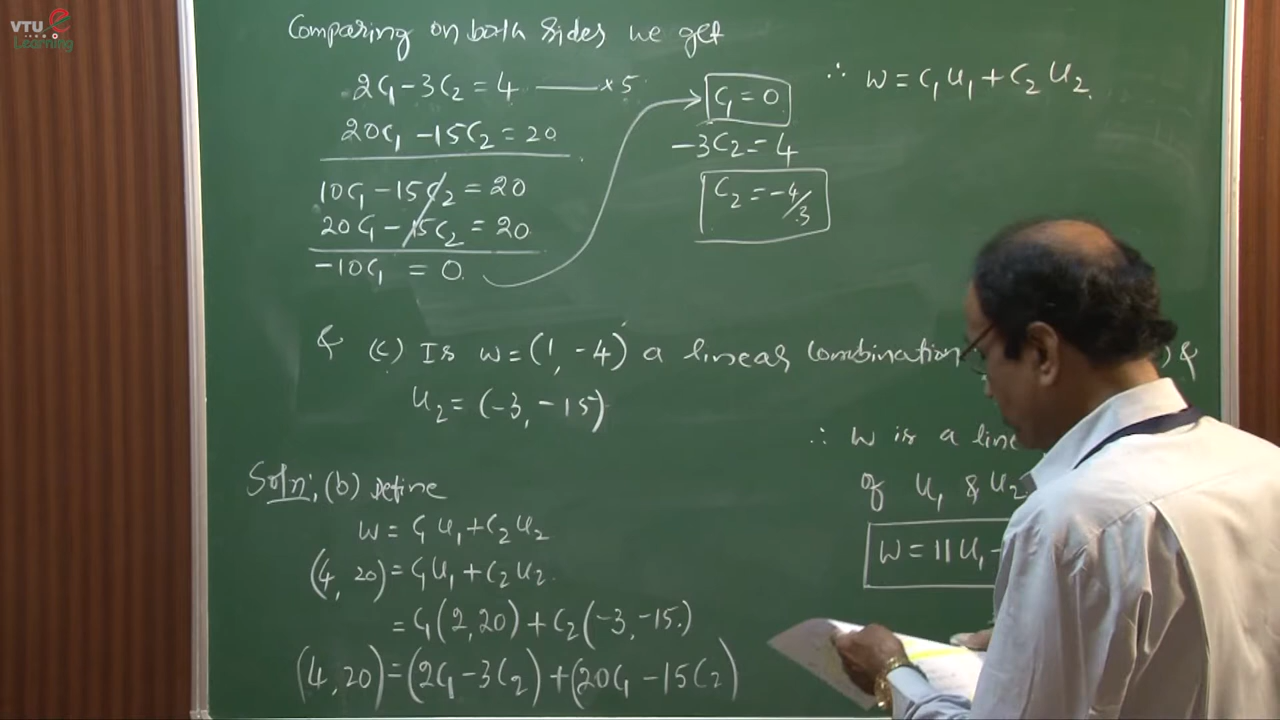 VTU e Learning
Comparing on both sides we get
2C₁ - 3C₂ = 4 —— × 5
20C₁ - 15C₂ = 20
10C₁ - 15C₂ = 20
20C₁ - 15C₂ = 20
-10C₁ = 0
C₁ = 0
-3C₂ = 4
C₂ = -4/3
∴ W = C₁U₁ + C₂U₂
& (c) Is W = (1, -4) a linear combination ) &
U₂ = (-3, -15)
∴ W is a
of U₁ & U₂
W = 11U₁
Soln: (b) Define
W = C₁U₁ + C₂U₂
(4, 20) = C₁U₁ + C₂U₂
= C₁(2, 20) + C₂(-3, -15)
(4, 20) = (2C₁ - 3C₂) + (20C₁ - 15C₂)